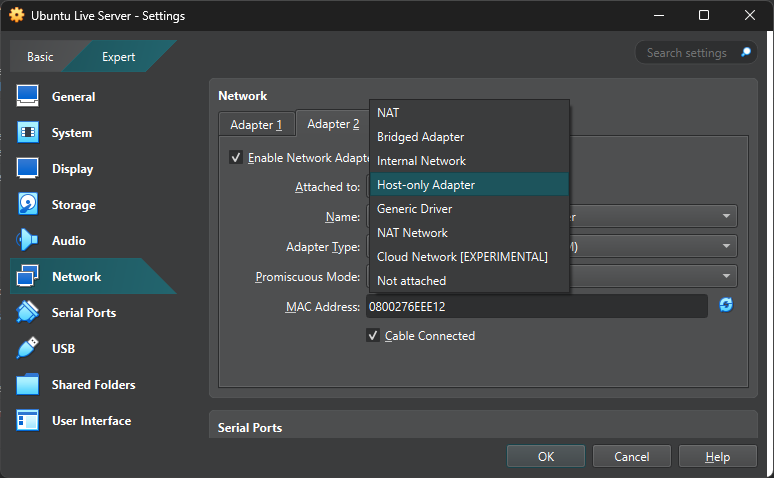 Ubuntu Live Server - Settings
Basic
Expert
Search settings
General
System
Display
Storage
Audio
Network
Serial Ports
USB
Shared Folders
User Interface
Network
Adapter 1
Adapter 2
Enable Network Adapte
Attached to:
Name:
Adapter Type:
Promiscuous Mode:
MAC Address:
0800276EEE12
Cable Connected
NAT
Bridged Adapter
Internal Network
Host-only Adapter
Generic Driver
NAT Network
Cloud Network [EXPERIMENTAL]
Not attached
Serial Ports
OK
Cancel
Help